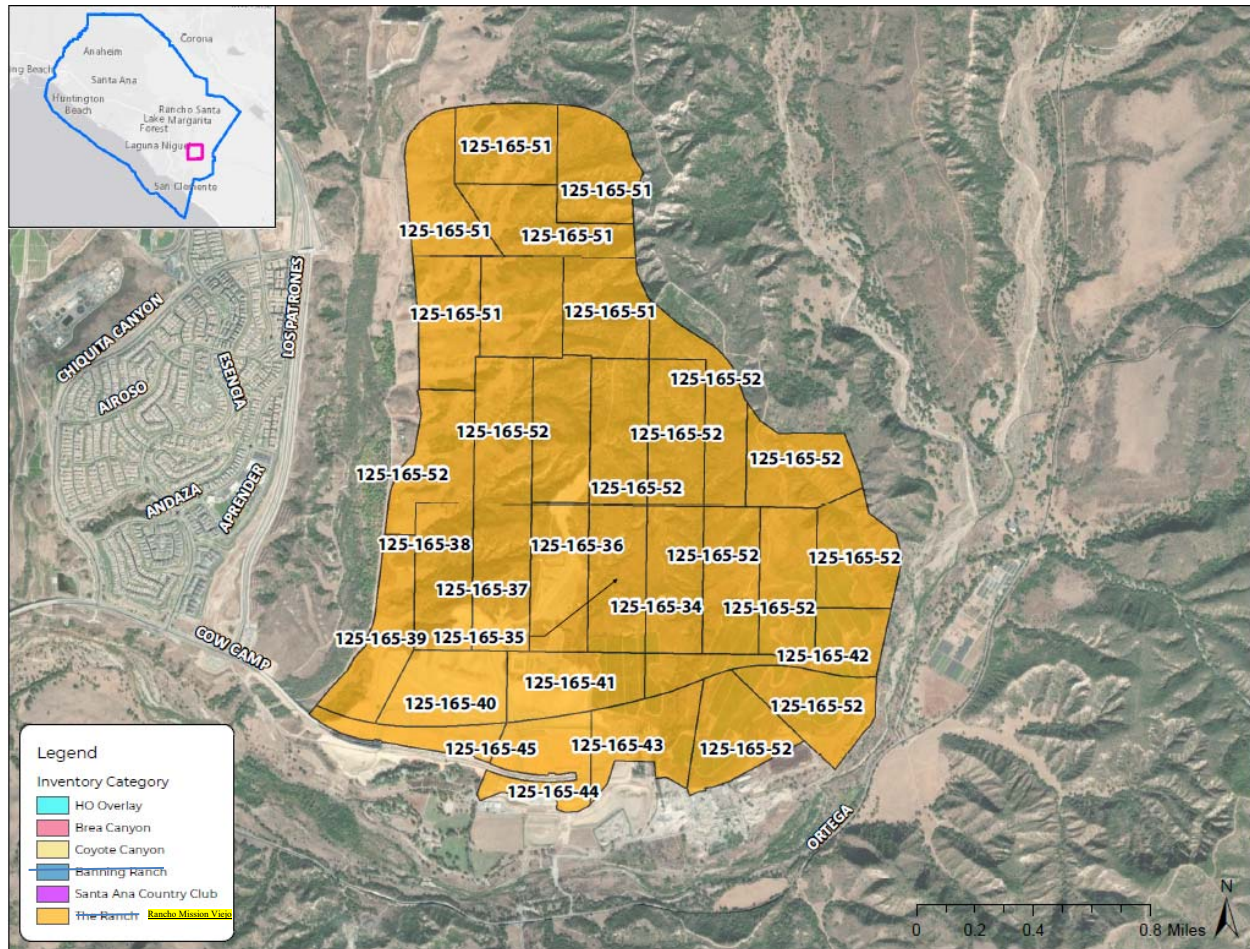 Corona
Anaheim
Santa Ana
Huntington
Beach
Rancho Santa
Lake Margarita
Forest
San Clemente
125-165-51
125-165-51
125-165-51
125-165-51
125-165-51
125-165-51
125-165-52
125-165-52
125-165-52
125-165-52
125-165-52
125-165-52
125-165-38
125-165-36
125-165-52
125-165-52
125-165-37
125-165-34
125-165-52
125-165-39
125-165-35
125-165-42
125-165-41
125-165-40
125-165-52
125-165-45
125-165-43
125-165-52
125-165-44
CHIQUITA CANYON
AIROSO
ESENCIA
LOS PATRONES
ANDAZA
APRENDER
COW CAMP
ORTEGA
Legend
Inventory Category
HO Overlay
Brea Canyon
Coyote Canyon
Banning Ranch
Santa Ana Country Club
The Ranch Rancho Mission Viejo
N
0 0.2 0.4 0.8 Miles